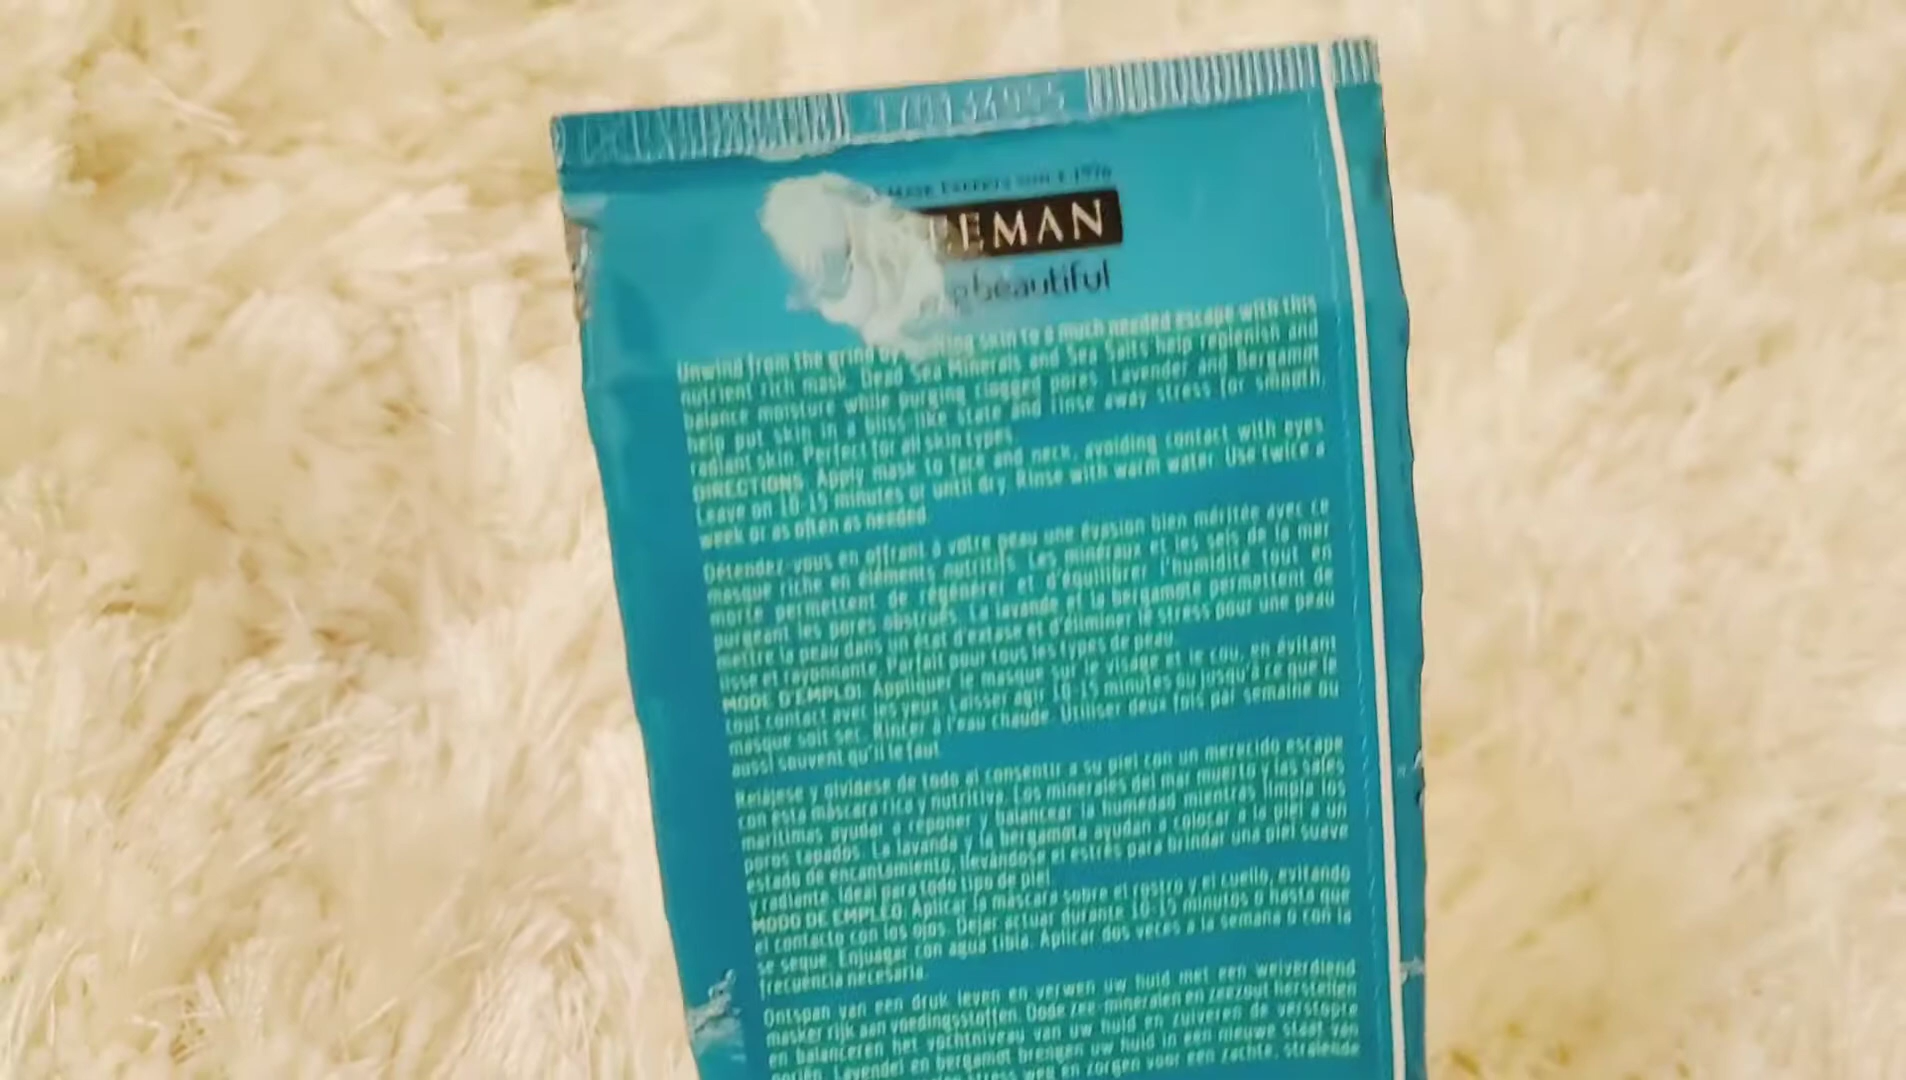 170134995
MASK EXPERTS SINCE 1976
EEMAN
beautiful
Unwind from the grind by skin to a much needed escape with this
nutrient rich mask. Dead Sea Minerals and Sea Salts help replenish and
balance moisture while purging clogged pores. Lavender and Bergamot
help put skin in a bliss-like state and rinse away stress for smooth,
radiant skin. Perfect for all skin types.
DIRECTIONS: Apply mask to face and neck, avoiding contact with eyes.
Leave on 10-15 minutes or until dry. Rinse with warm water. Use twice a
week or as often as needed.
Détendez-vous en offrant à votre peau une évasion bien méritée avec ce
masque riche en éléments nutritifs. Les minéraux et les sels de la mer
morte permettent de régénérer et d'équilibrer l'humidité tout en
purgeant les pores obstrués. La lavande et la bergamote permettent de
mettre la peau dans un état d'extase et d'éliminer le stress pour une peau
lisse et rayonnante. Parfait pour tous les types de peau.
MODE D'EMPLOI: Appliquer le masque sur le visage et le cou, en évitant
tout contact avec les yeux. Laisser agir 10-15 minutes ou jusqu'à ce que le
masque soit sec. Rincer à l'eau chaude. Utiliser deux fois par semaine ou
aussi souvent qu'il le faut.
Relájese y olvídese de todo al consentir a su piel con un merecido escape
con esta máscara rica y nutritiva. Los minerales del mar muerto y las sales
marítimas ayudan a reponer y balancear la humedad mientras limpia los
poros tapados. La lavanda y la bergamota ayudan a colocar a la piel a un
estado de encantamiento, llevándose el estrés para brindar una piel suave
y radiante. Ideal para todo tipo de piel.
MODO DE EMPLEO: Aplicar la máscara sobre el rostro y el cuello, evitando
el contacto con los ojos. Dejar actuar durante 10-15 minutos o hasta que
se seque. Enjuagar con agua tibia. Aplicar dos veces a la semana o con la
frecuencia necesaria.
Ontspan van een druk leven en verwen uw huid met een welverdiend
masker rijk aan voedingsstoffen. Dode zee-mineralen en zeezout herstellen
en balanceren het vochtniveau van uw huid en zuiveren de verstopte
poriën. Lavendel en bergamot brengen uw huid in een nieuwe staat van
stress weg en zorgen voor een zachte, stralende